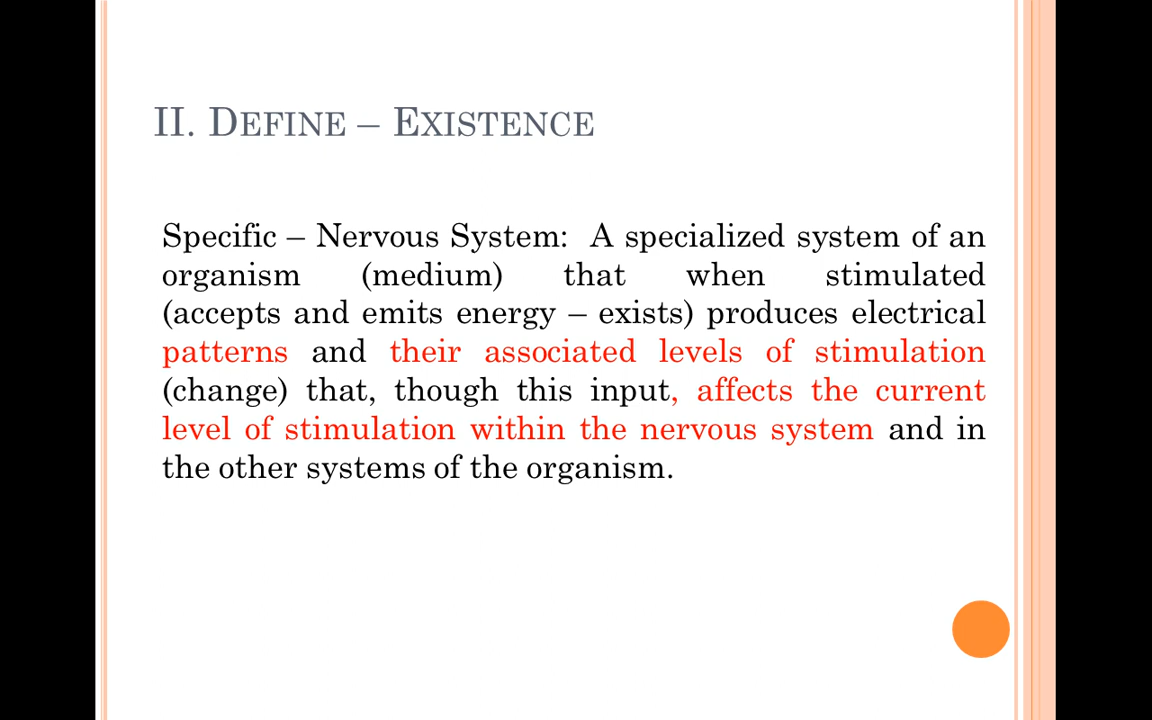 II. DEFINE – EXISTENCE
Specific – Nervous System: A specialized system of an
organism (medium) that when stimulated
(accepts and emits energy – exists) produces electrical
patterns and their associated levels of stimulation
(change) that, though this input, affects the current
level of stimulation within the nervous system and in
the other systems of the organism.